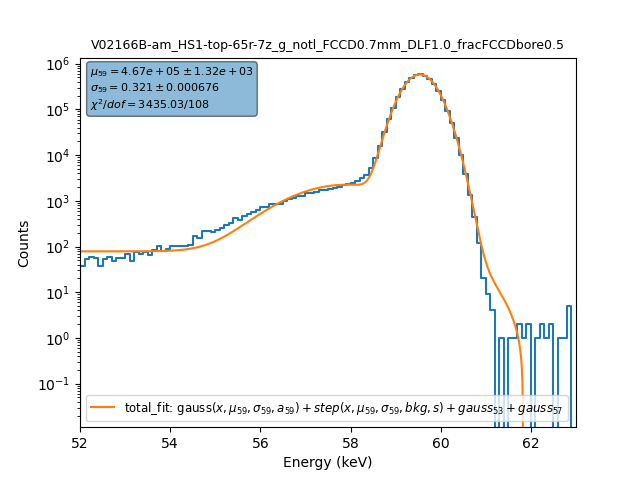 V02166B-am_HS1-top-65r-7z_g_notl_FCCD0.7mm_DLF1.0_fracFCCDbore0.5
μ₅₉ = 4.67e + 05 ± 1.32e + 03
σ₅₉ = 0.321 ± 0.000676
χ²/dof = 3435.03/108
10⁶
10⁵
10⁴
10³
10²
10¹
10⁰
10⁻¹
Counts
total_fit: gauss(x, μ₅₉, σ₅₉, a₅₉) + step(x, μ₅₉, σ₅₉, bkg, s) + gauss₅₃ + gauss₅₇
52 54 56 58 60 62
Energy (keV)